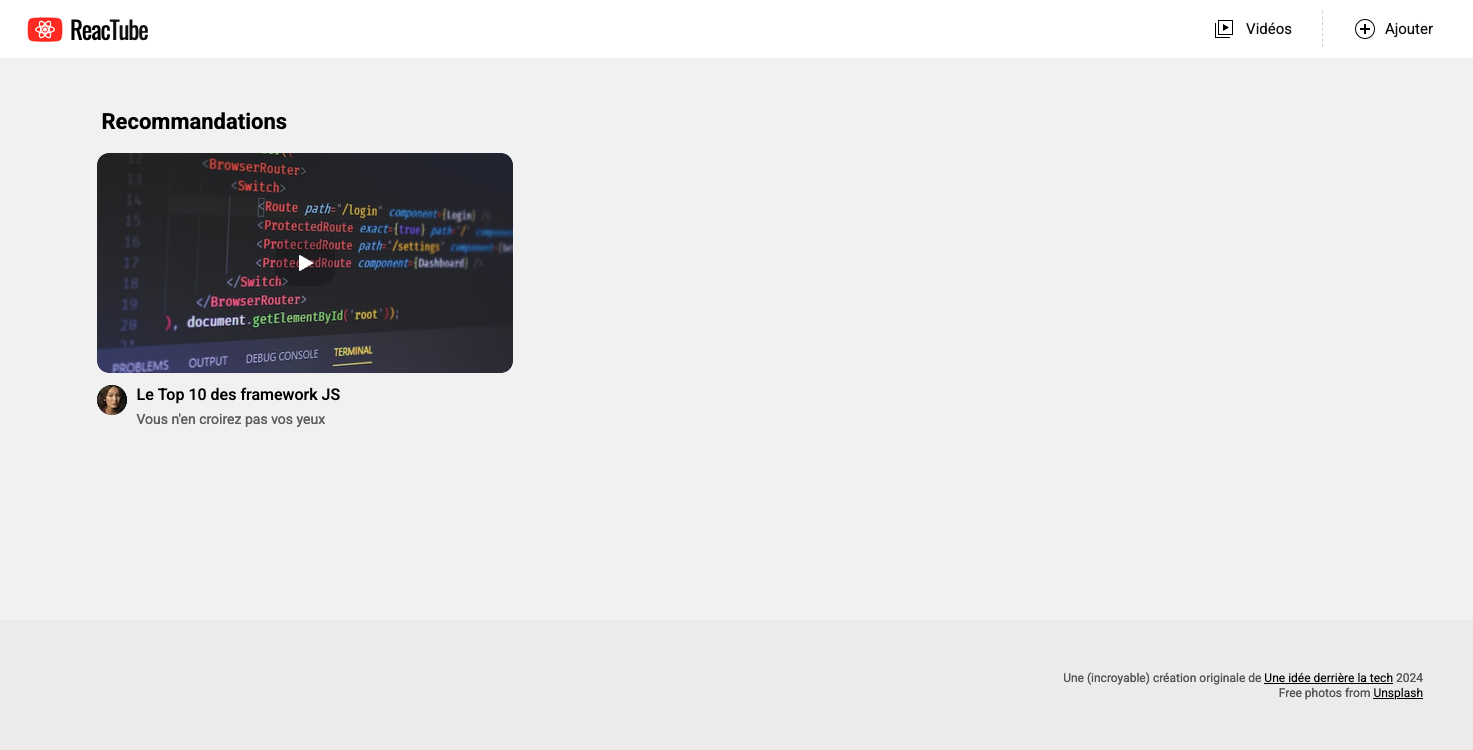 ReacTube
Vidéos
Ajouter
Recommandations
12
13 <BrowserRouter>
14 <Switch>
15 <Route path="/login" component={Login} />
16 <ProtectedRoute exact={true} path="/"
17 <ProtectedRoute path="/settings"
18 <ProtectedRoute component={Dashboard} />
19 </Switch>
20 </BrowserRouter>
21 ), document.getElementById('root'));
PROBLEMS OUTPUT DEBUG CONSOLE TERMINAL
Le Top 10 des framework JS
Vous n'en croirez pas vos yeux
Une (incroyable) création originale de Une idée derrière la tech 2024
Free photos from Unsplash